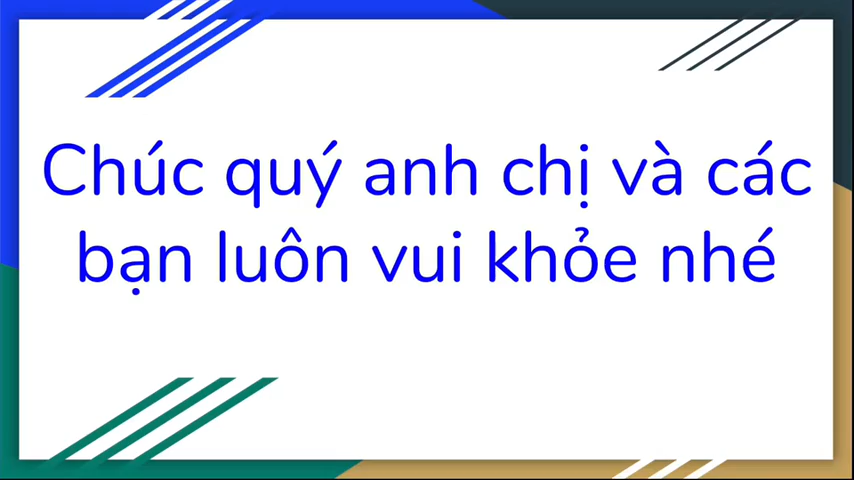 Chúc quý anh chị và các
bạn luôn vui khỏe nhé